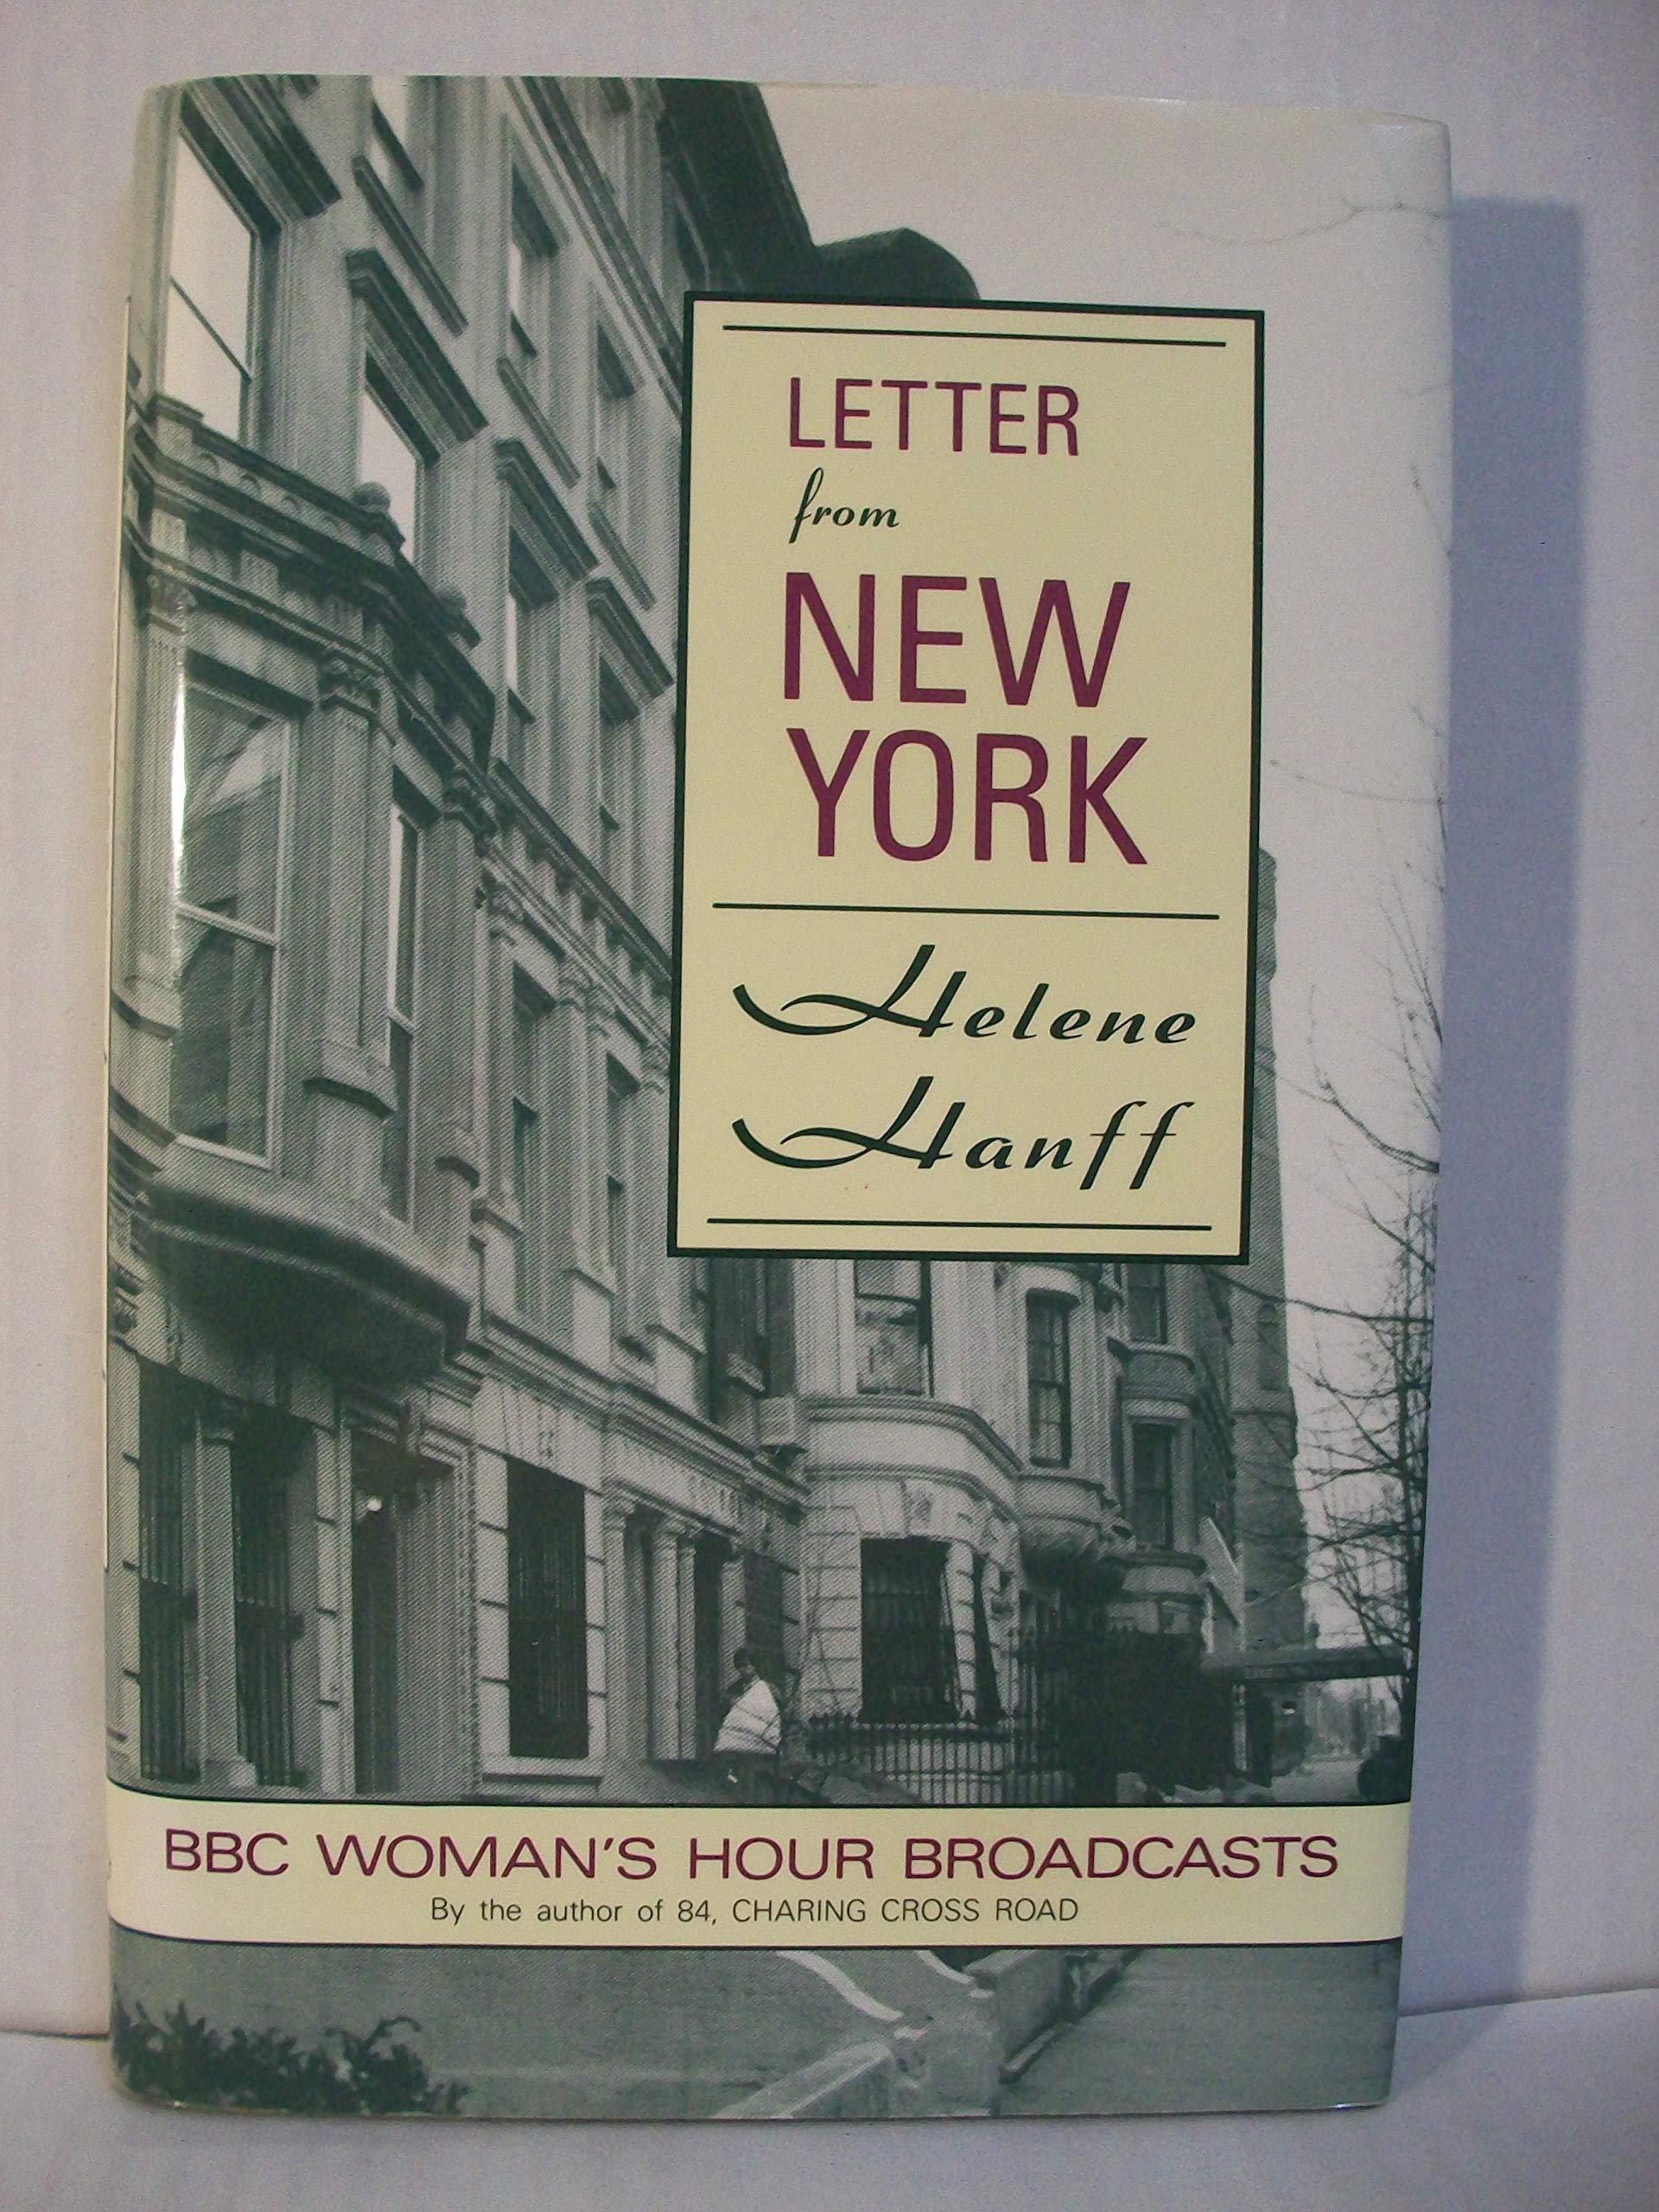 LETTER
from
NEW
YORK
Helene
Hanff
BBC WOMAN'S HOUR BROADCASTS
By the author of 84, CHARING CROSS ROAD